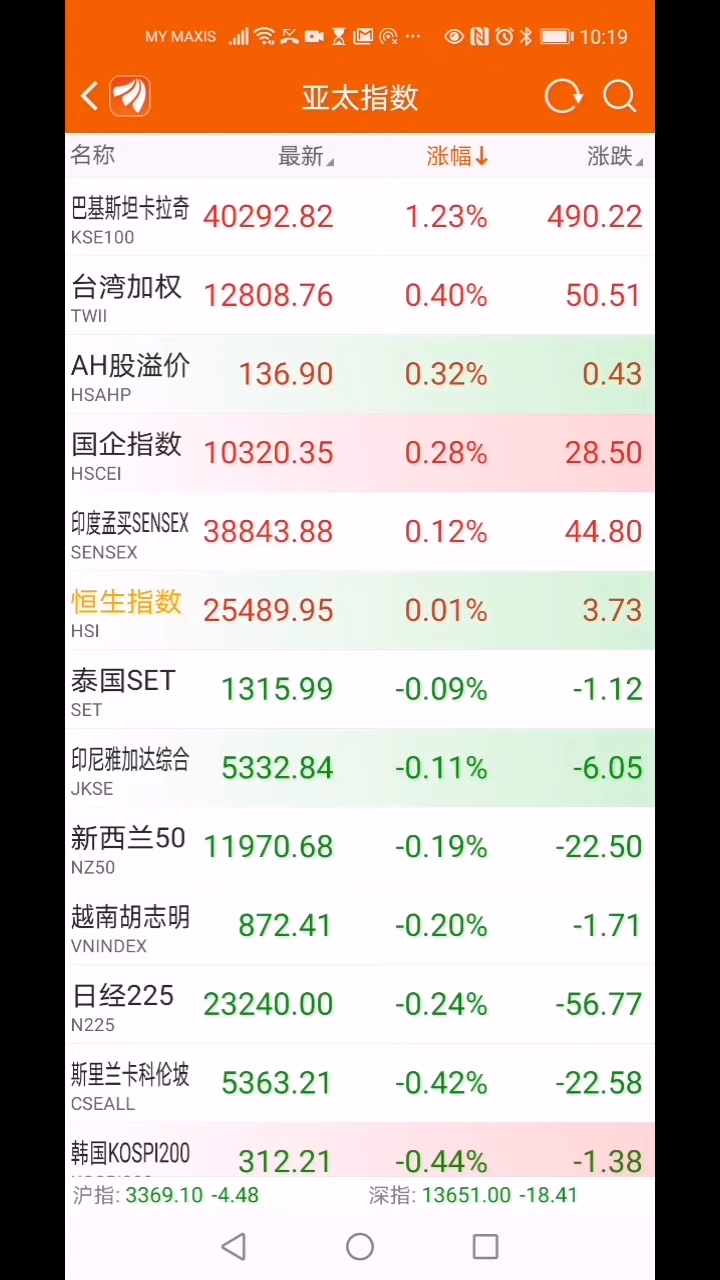 MY MAXIS ... 10:19
亚太指数
名称 最新 涨幅↓ 涨跌
巴基斯坦卡拉奇 40292.82 1.23% 490.22
KSE100
台湾加权 12808.76 0.40% 50.51
TWII
AH股溢价 136.90 0.32% 0.43
HSAHP
国企指数 10320.35 0.28% 28.50
HSCEI
印度孟买SENSEX 38843.88 0.12% 44.80
SENSEX
恒生指数 25489.95 0.01% 3.73
HSI
泰国SET 1315.99 -0.09% -1.12
SET
印尼雅加达综合 5332.84 -0.11% -6.05
JKSE
新西兰50 11970.68 -0.19% -22.50
NZ50
越南胡志明 872.41 -0.20% -1.71
VNINDEX
日经225 23240.00 -0.24% -56.77
N225
斯里兰卡科伦坡 5363.21 -0.42% -22.58
CSEALL
韩国KOSPI200 312.21 -0.44% -1.38
沪指: 3369.10 -4.48 深指: 13651.00 -18.41